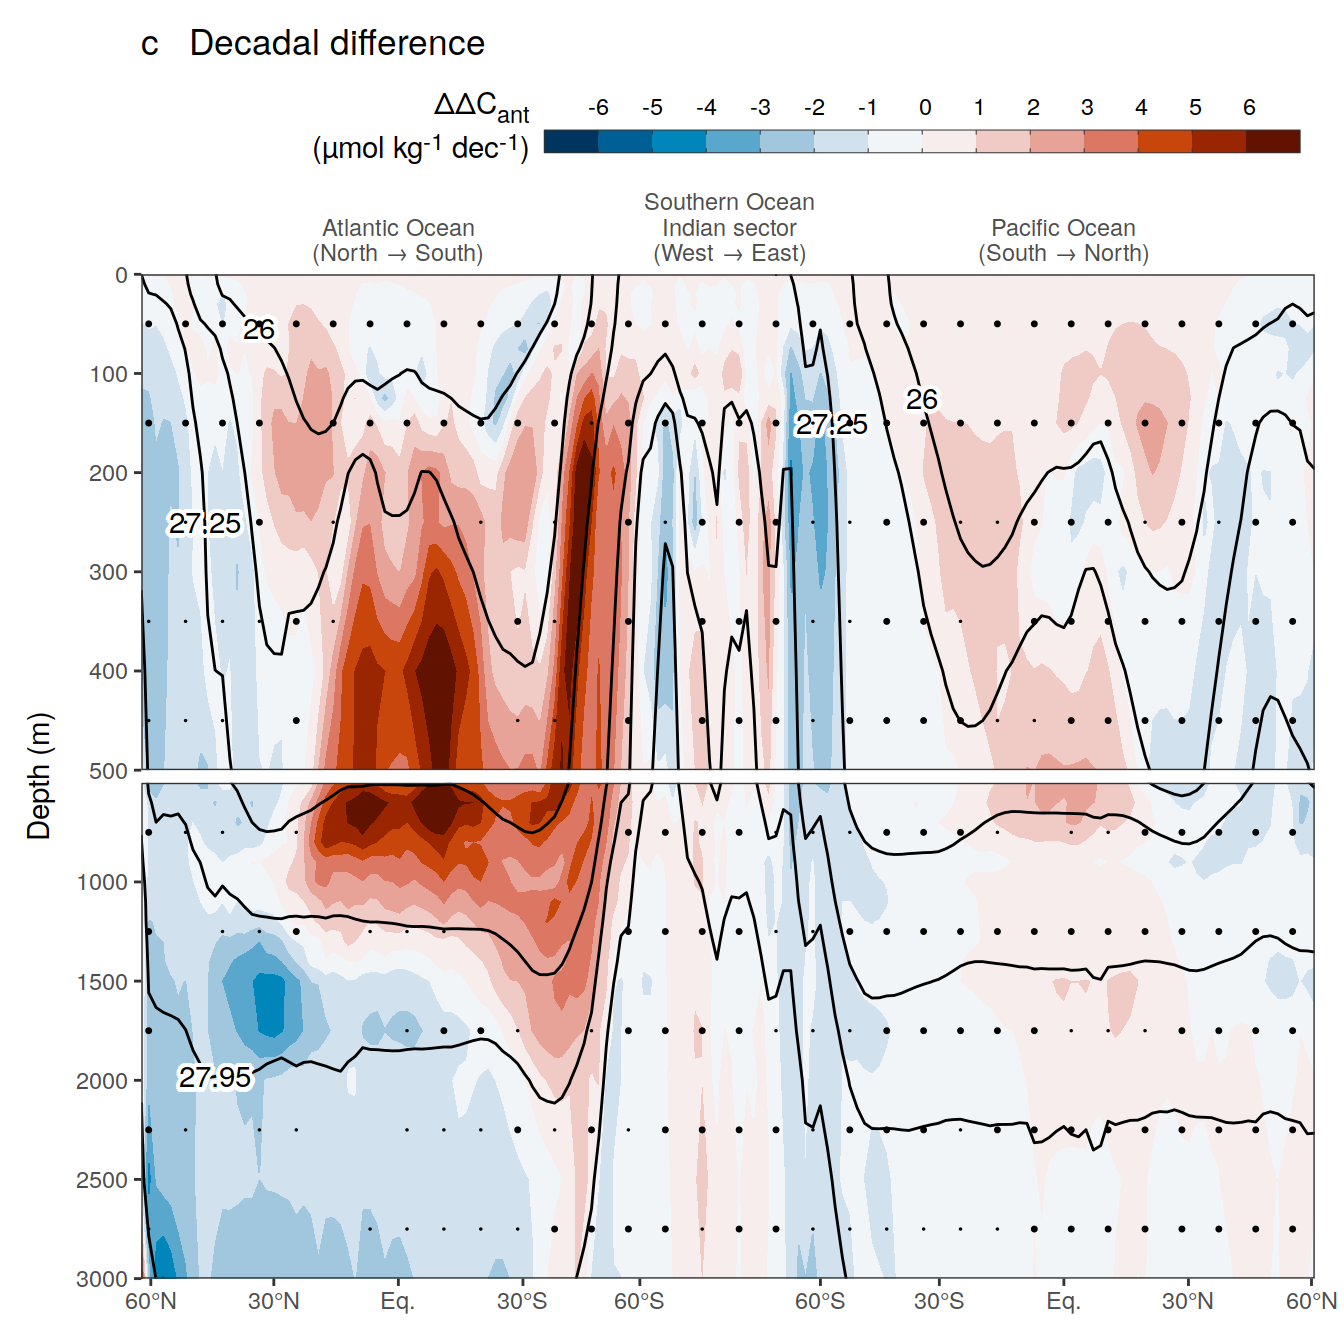 c Decadal difference
ΔΔCant
(μmol kg-1 dec-1)
-6 -5 -4 -3 -2 -1 0 1 2 3 4 5 6
Southern Ocean
Atlantic Ocean Indian sector Pacific Ocean
(North → South) (West → East) (South → North)
0
26
100
26
27.25
200
27.25
300
400
500
Depth (m)
1000
1500
2000
27.95
2500
3000
60°N 30°N Eq. 30°S 60°S 60°S 30°S Eq. 30°N 60°N